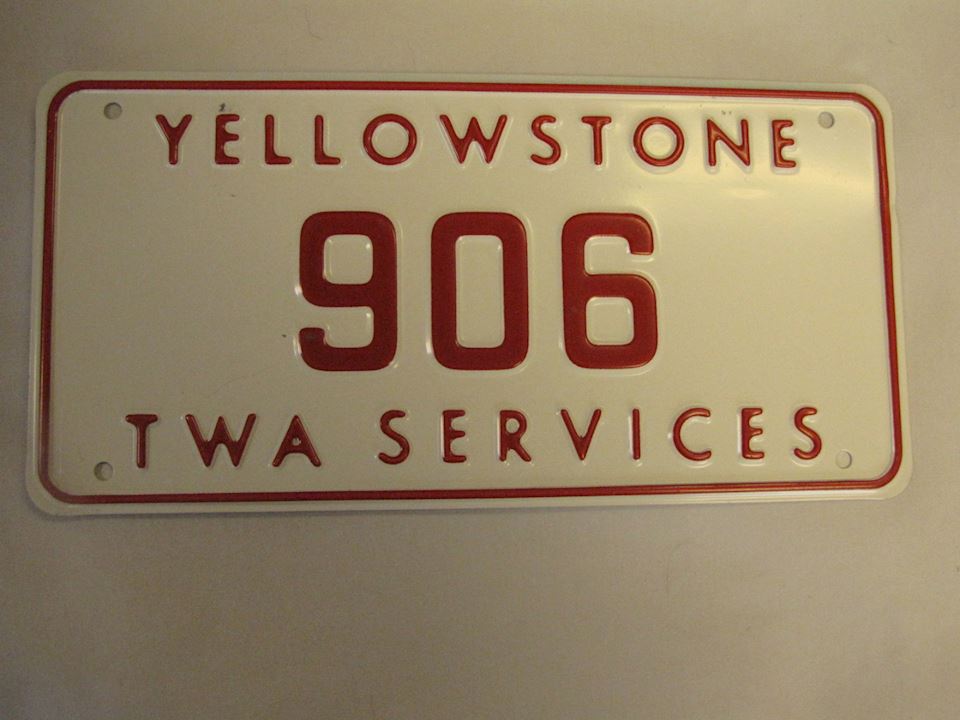 YELLOWSTONE
906
TWA SERVICES